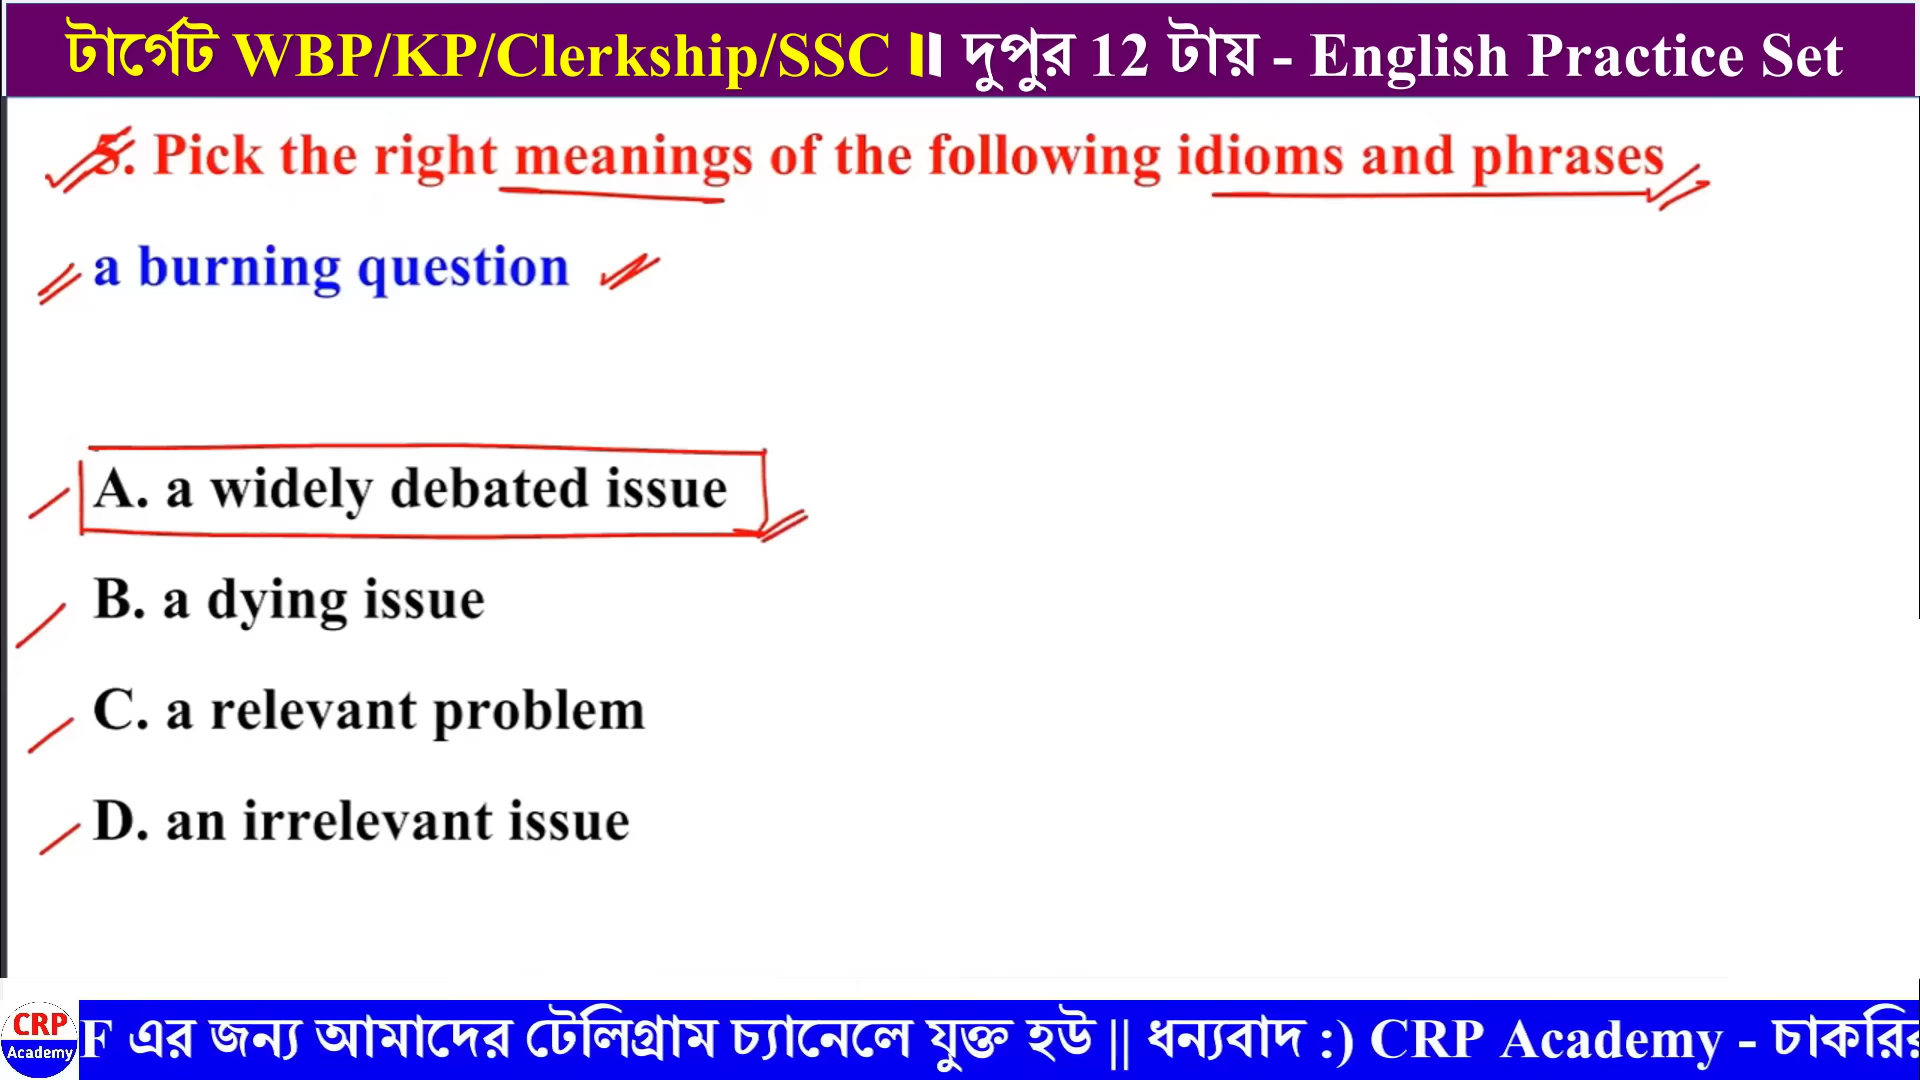 টার্গেট WBP/KP/Clerkship/SSC ॥ দুপুর 12 টায় - English Practice Set
5. Pick the right meanings of the following idioms and phrases
a burning question
A. a widely debated issue
B. a dying issue
C. a relevant problem
D. an irrelevant issue
CRP
Academy
F এর জন্য আমাদের টেলিগ্রাম চ্যানেলে যুক্ত হউ || ধন্যবাদ :) CRP Academy - চাকরির